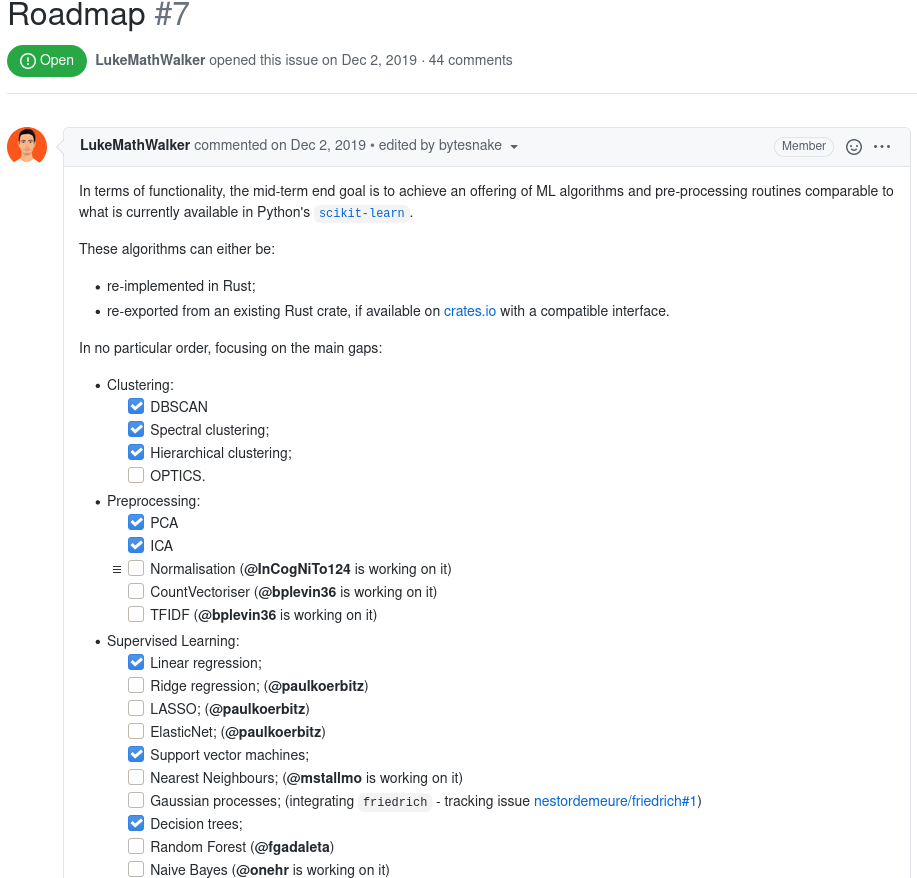 Roadmap #7
Open LukeMathWalker opened this issue on Dec 2, 2019 · 44 comments
LukeMathWalker commented on Dec 2, 2019 • edited by bytesnake Member
In terms of functionality, the mid-term end goal is to achieve an offering of ML algorithms and pre-processing routines comparable to
what is currently available in Python's scikit-learn.
These algorithms can either be:
• re-implemented in Rust;
• re-exported from an existing Rust crate, if available on crates.io with a compatible interface.
In no particular order, focusing on the main gaps:
• Clustering:
DBSCAN
Spectral clustering;
Hierarchical clustering;
OPTICS.
• Preprocessing:
PCA
ICA
Normalisation (@InCogNiTo124 is working on it)
CountVectoriser (@bplevin36 is working on it)
TFIDF (@bplevin36 is working on it)
• Supervised Learning:
Linear regression;
Ridge regression; (@paulkoerbitz)
LASSO; (@paulkoerbitz)
ElasticNet; (@paulkoerbitz)
Support vector machines;
Nearest Neighbours; (@mstallmo is working on it)
Gaussian processes; (integrating friedrich - tracking issue nestordemeure/friedrich#1)
Decision trees;
Random Forest (@fgadaleta)
Naive Bayes (@onehr is working on it)